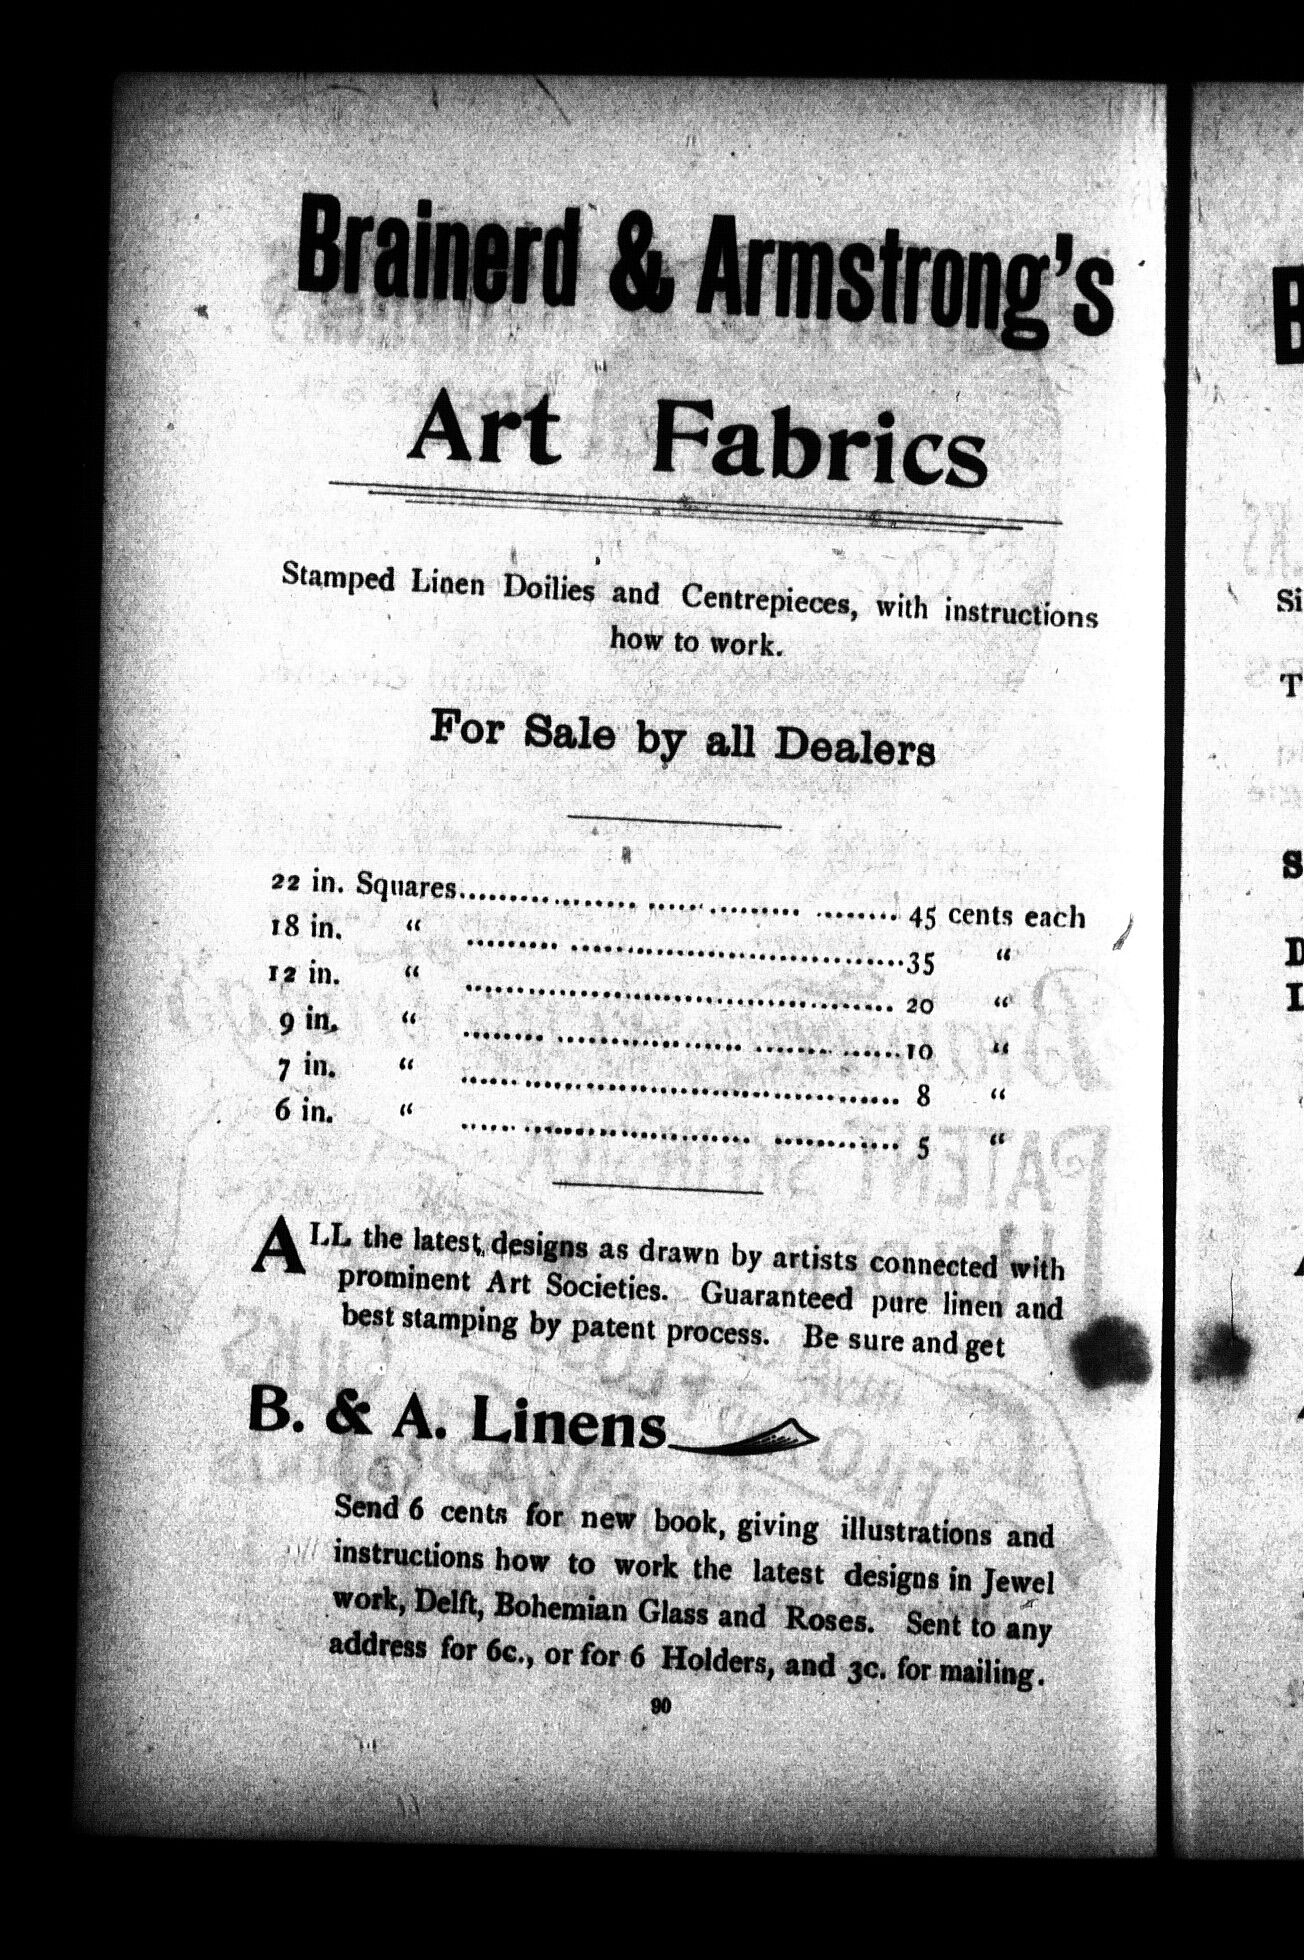 Brainerd & Armstrong's
Art Fabrics
Stamped Linen Doilies and Centrepieces, with instructions
how to work.
For Sale by all Dealers
22 in. Squares........................................ 45 cents each
18 in. “ ........................................35 “
12 in. “ ........................................ 20 “
9 in. “ ........................................10 “
7 in. “ ........................................ 8 “
6 in. “ ........................................ 5 “
ALL the latest designs as drawn by artists connected with
prominent Art Societies. Guaranteed pure linen and
best stamping by patent process. Be sure and get
B. & A. Linens
Send 6 cents for new book, giving illustrations and
instructions how to work the latest designs in Jewel
work, Delft, Bohemian Glass and Roses. Sent to any
address for 6c., or for 6 Holders, and 3c. for mailing.
90